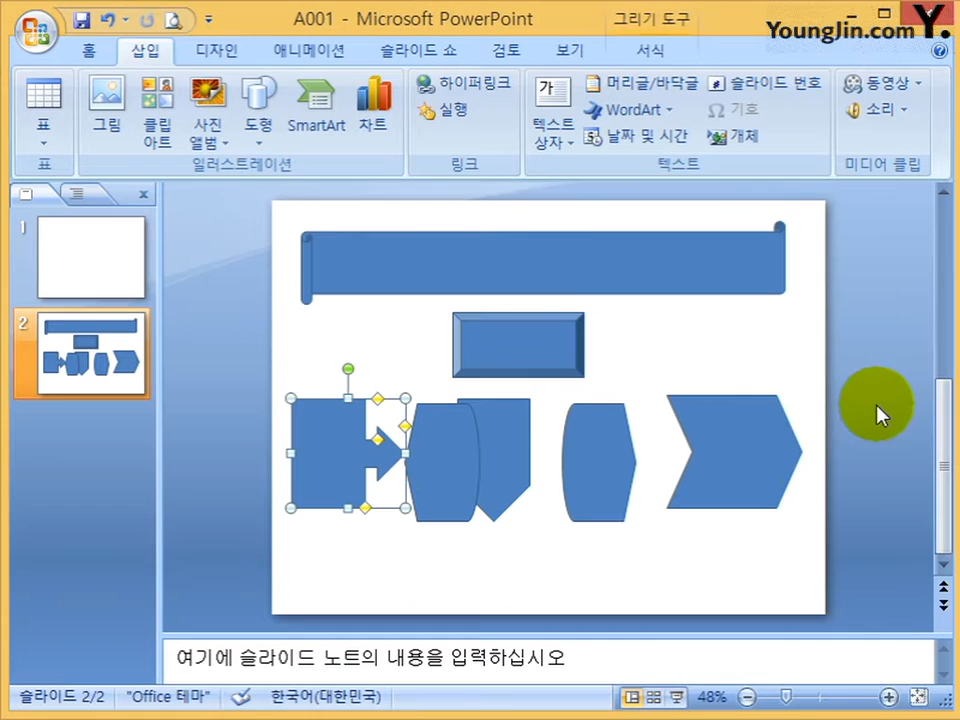 A001 - Microsoft PowerPoint
그리기 도구
Y.
YoungJin.com
홈
삽입
디자인
애니메이션
슬라이드 쇼
검토
보기
서식
표
그림
클립
아트
사진
앨범
도형
SmartArt
차트
하이퍼링크
실행
가
텍스트
상자
머리글/바닥글
WordArt
날짜 및 시간
슬라이드 번호
기호
개체
동영상
소리
표
일러스트레이션
링크
텍스트
미디어 클립
1
2
여기에 슬라이드 노트의 내용을 입력하십시오
슬라이드 2/2
"Office 테마"
한국어(대한민국)
48%